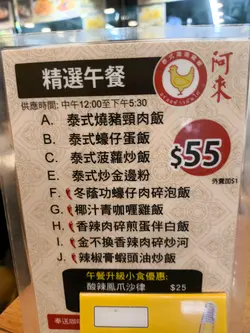 阿來
精選午餐
供應時間: 中午12:00至下午5:30
A. 泰式燒豬頸肉飯
B. 泰式蠔仔蛋飯
C. 泰式菠蘿炒飯
E. 泰式炒金邊粉
F. 冬蔭功蠔仔肉碎泡飯
G. 椰汁青咖喱雞飯
H. 香辣肉碎煎蛋伴白飯
I. 金不換香辣肉碎炒河
J. 辣椒膏蝦頭油炒飯
$55
外賣加$1
午餐升級小食優惠:
酸辣鳳爪沙律 $25